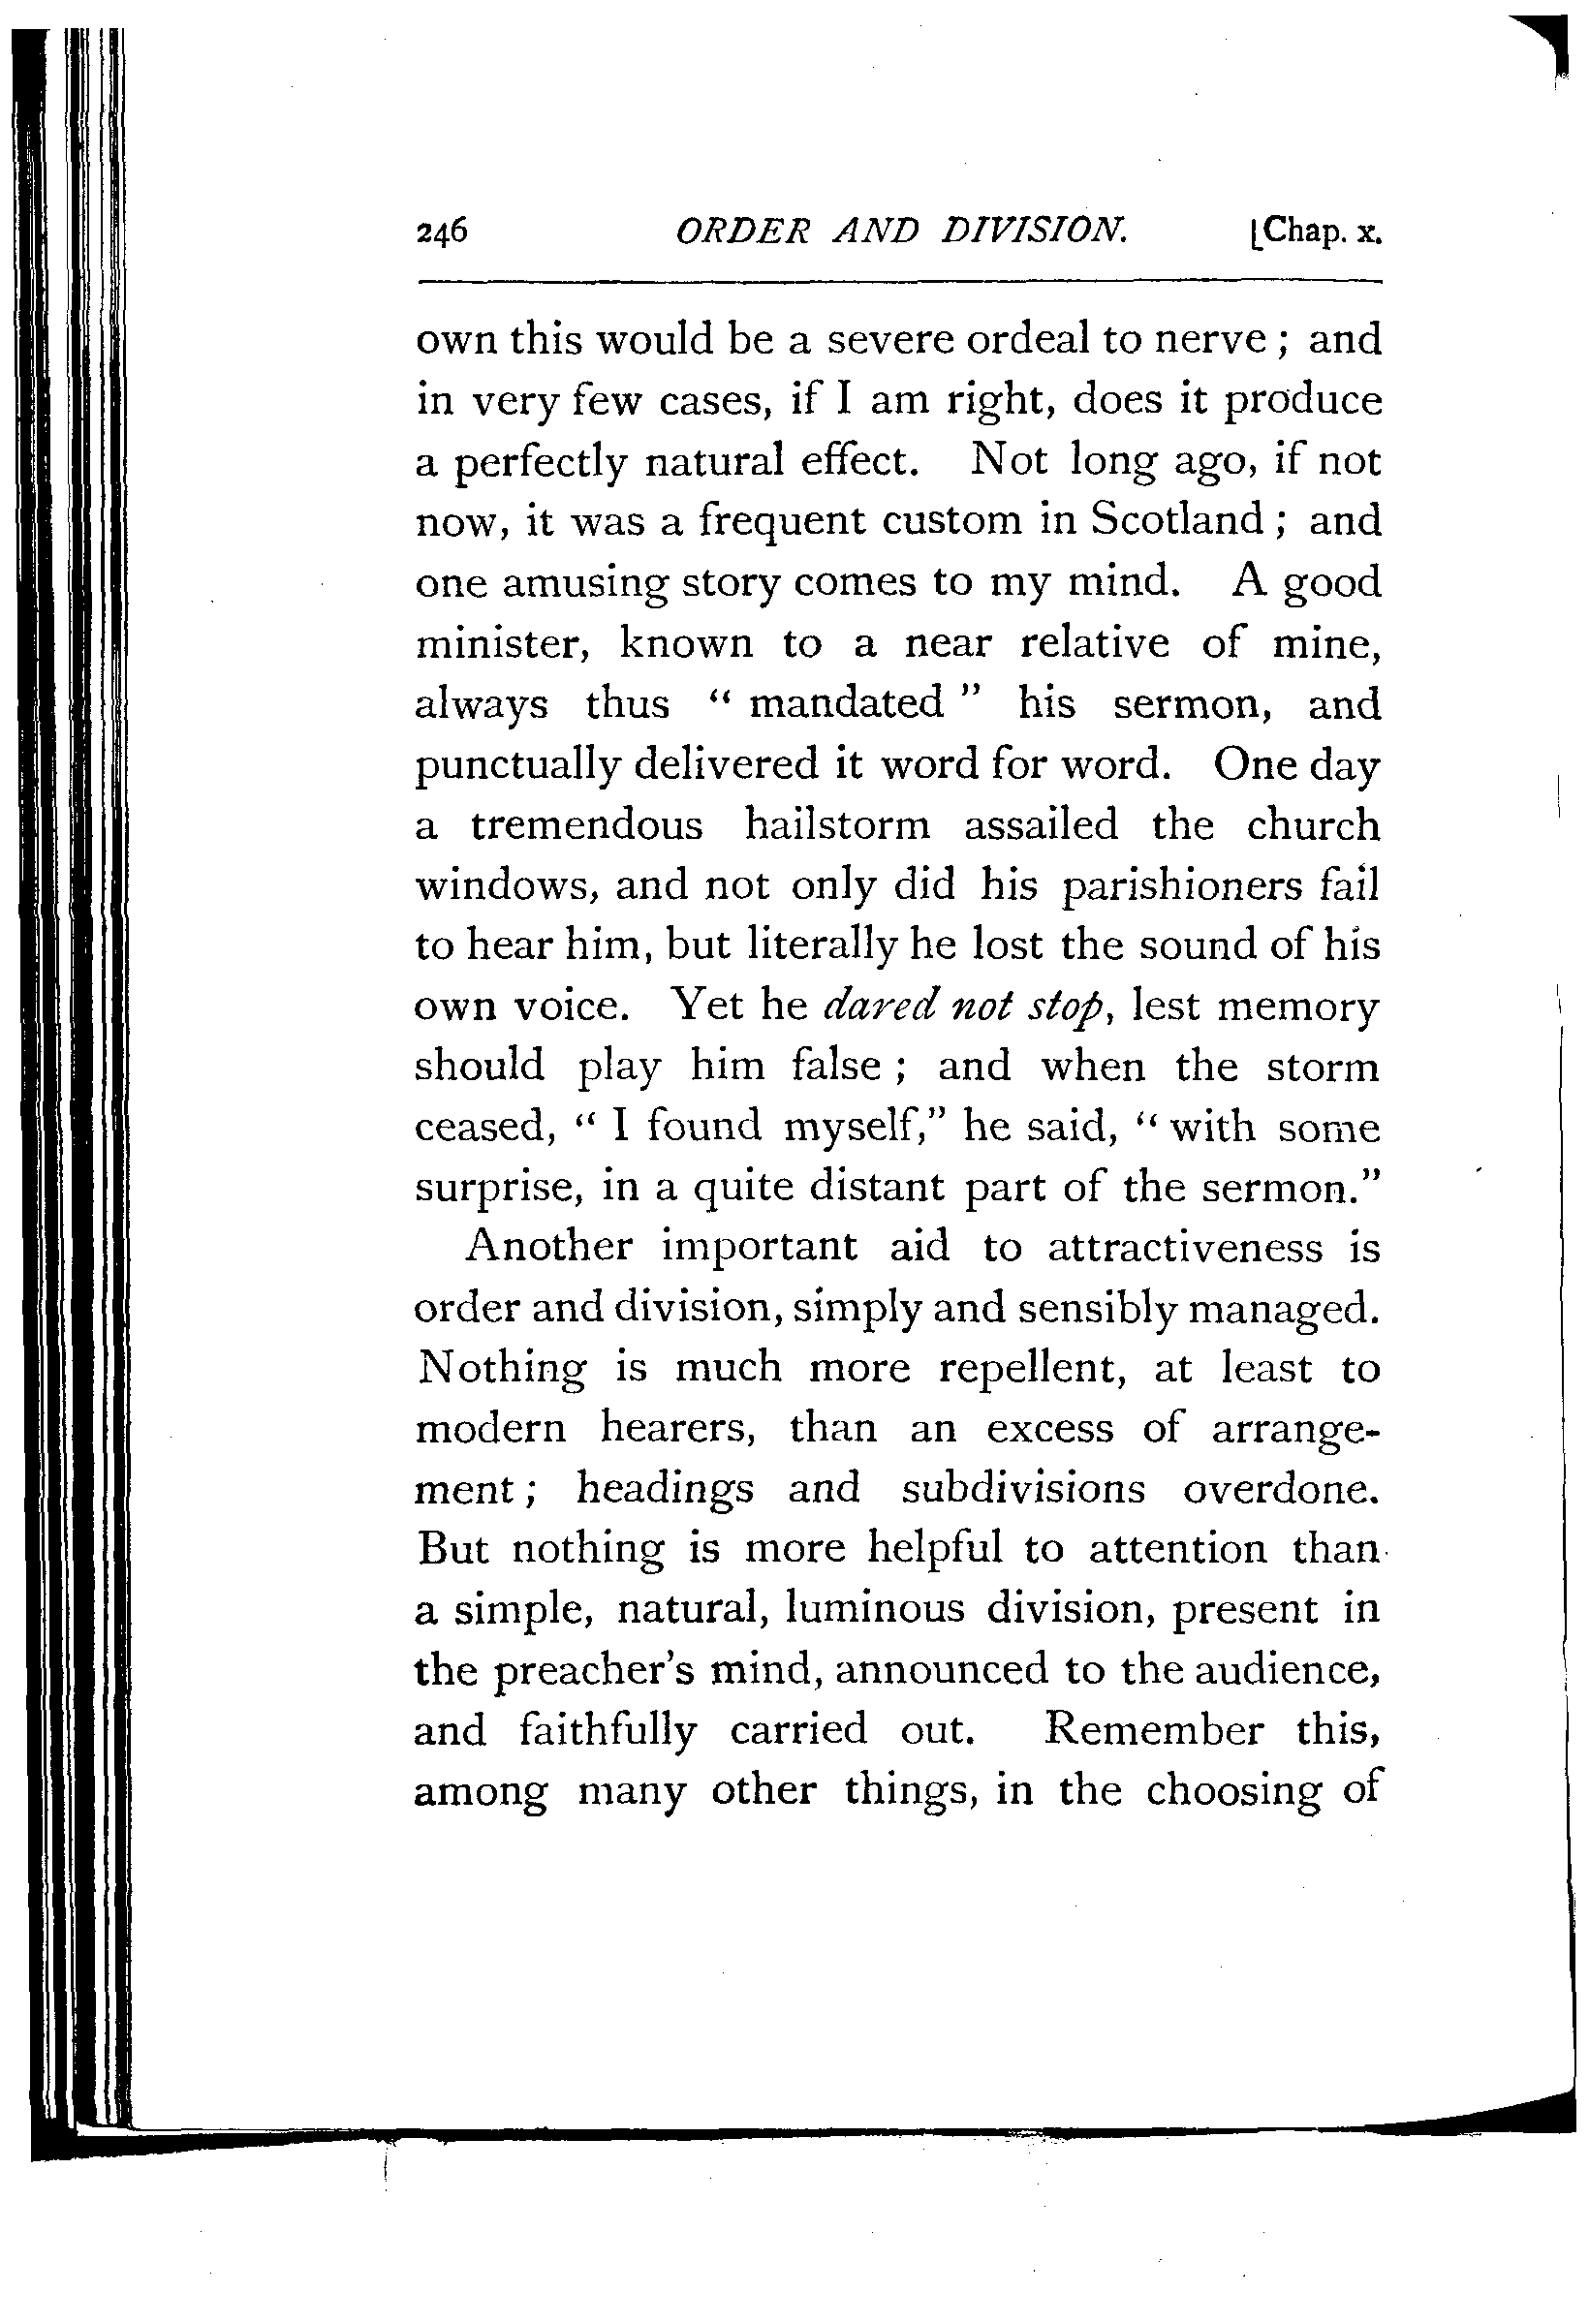 246 ORDER AND DIVISION. [Chap. x.
own this would be a severe ordeal to nerve ; and
in very few cases, if I am right, does it produce
a perfectly natural effect. Not long ago, if not
now, it was a frequent custom in Scotland ; and
one amusing story comes to my mind. A good
minister, known to a near relative of mine,
always thus “ mandated ” his sermon, and
punctually delivered it word for word. One day
a tremendous hailstorm assailed the church
windows, and not only did his parishioners fail
to hear him, but literally he lost the sound of his
own voice. Yet he dared not stop, lest memory
should play him false ; and when the storm
ceased, “ I found myself,” he said, “ with some
surprise, in a quite distant part of the sermon.”
Another important aid to attractiveness is
order and division, simply and sensibly managed.
Nothing is much more repellent, at least to
modern hearers, than an excess of arrange-
ment ; headings and subdivisions overdone.
But nothing is more helpful to attention than
a simple, natural, luminous division, present in
the preacher’s mind, announced to the audience,
and faithfully carried out. Remember this,
among many other things, in the choosing of